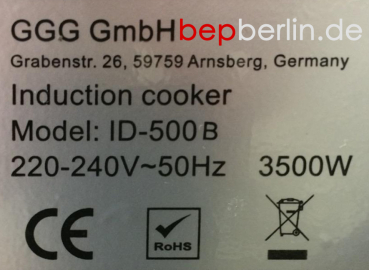 GGG GmbH bepberlin.de
Grabenstr. 26, 59759 Arnsberg, Germany
Induction cooker
Model: ID-500 B
220-240V~50Hz 3500W
CE RoHS